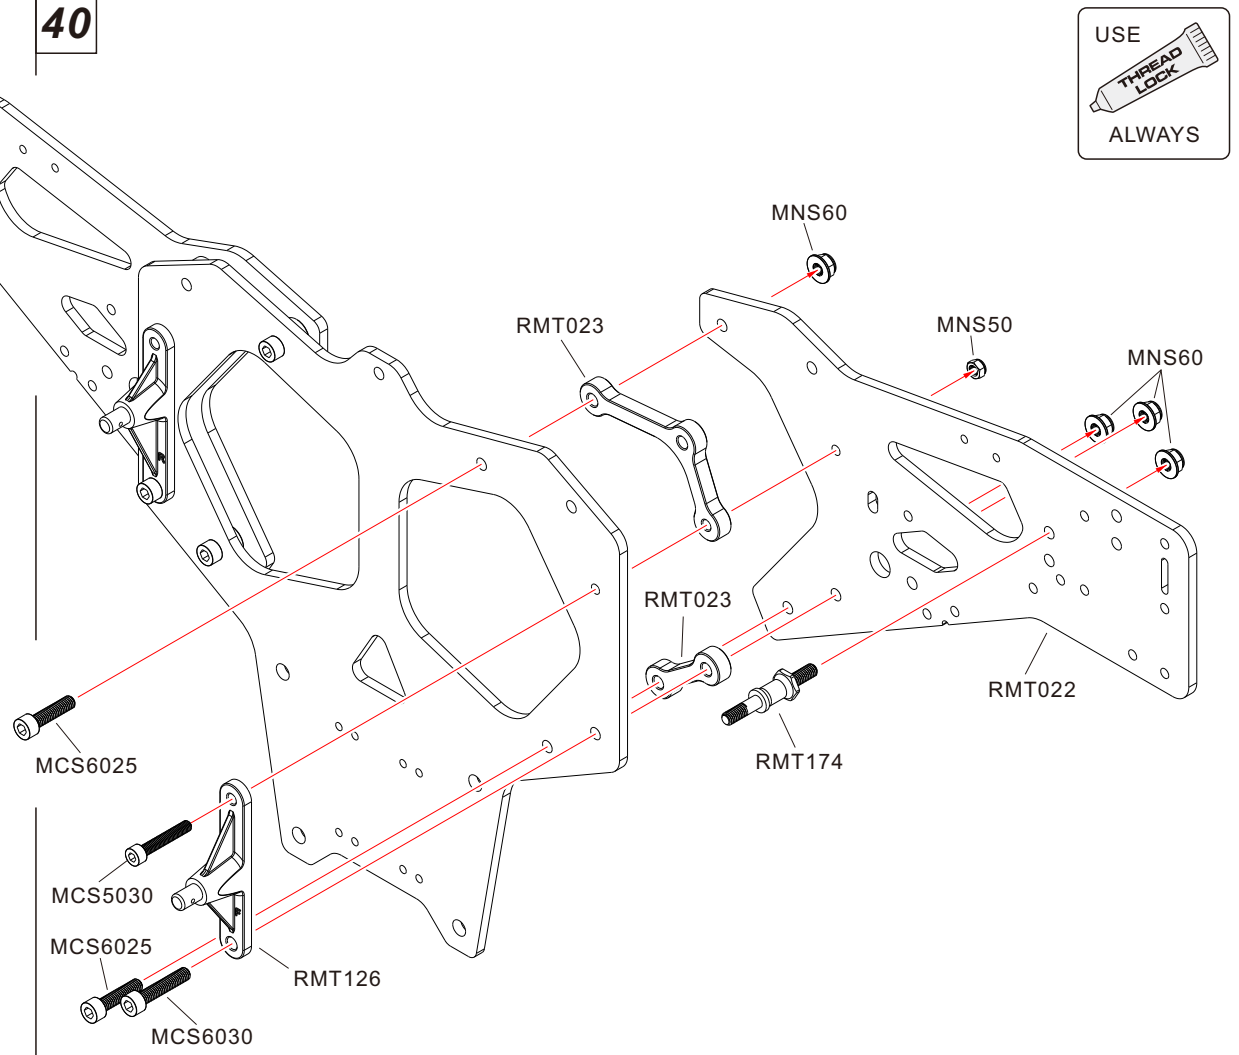 40
USE
THREAD
LOCK
ALWAYS
MNS60
RMT023
MNS50
MNS60
RMT023
RMT022
RMT174
MCS6025
MCS5030
MCS6025
RMT126
MCS6030